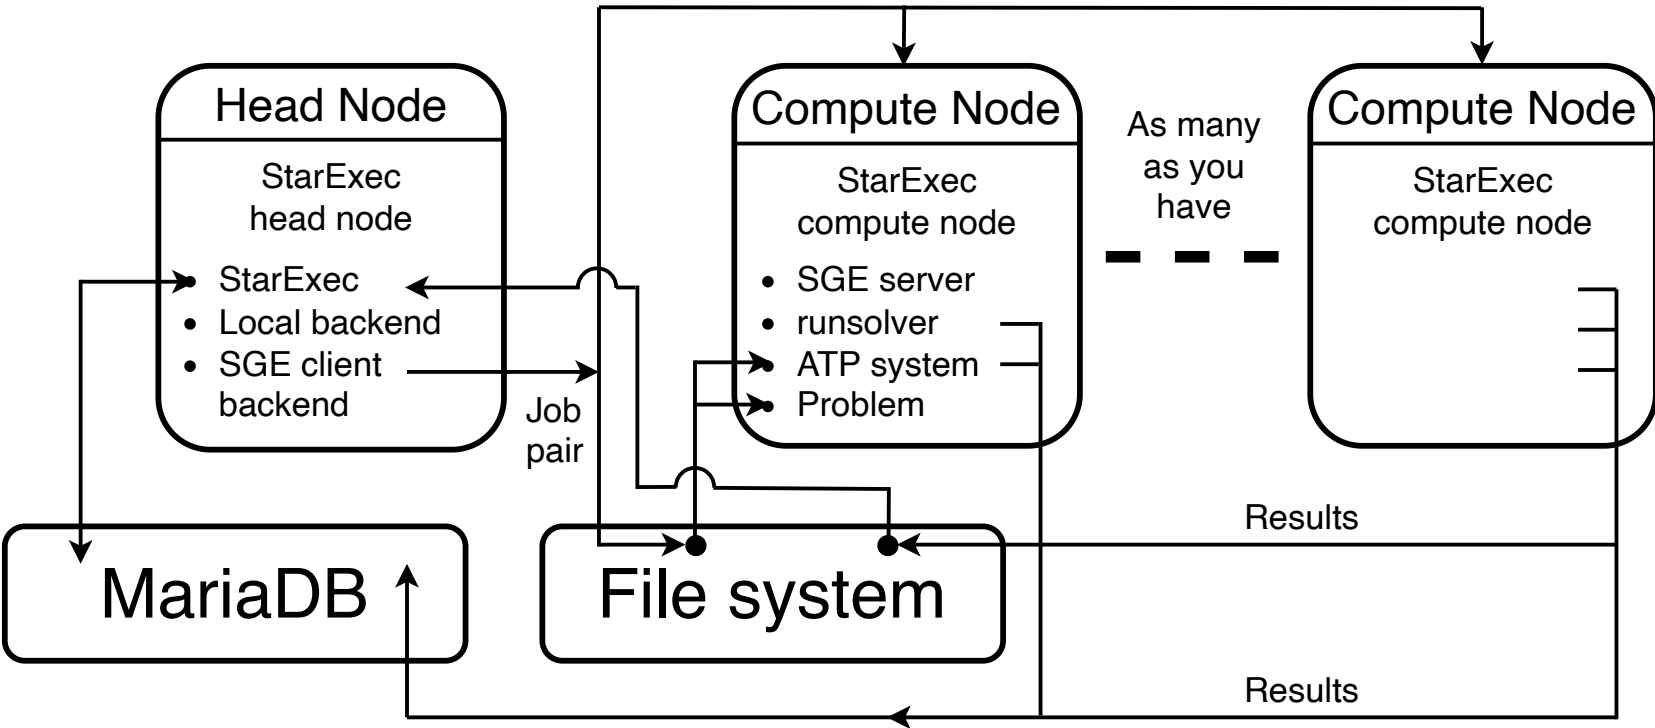 Head Node
StarExec
head node
• StarExec
• Local backend
• SGE client
backend
Job
pair
Compute Node
StarExec
compute node
• SGE server
• runsolver
• ATP system
• Problem
As many
as you
have
Compute Node
StarExec
compute node
Results
MariaDB
File system
Results